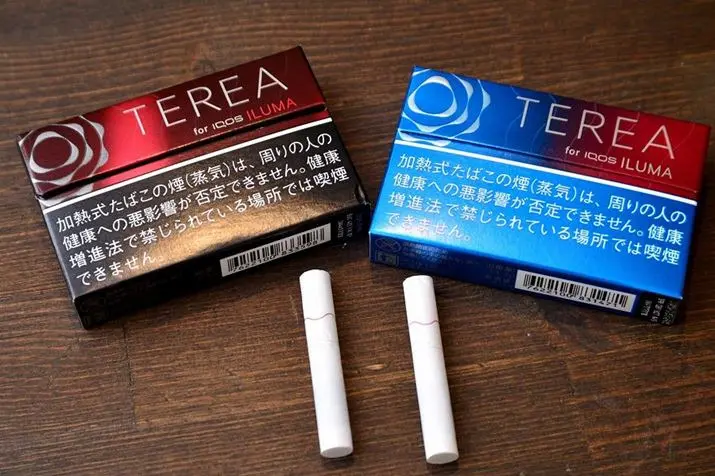 TEREA
for IQOS ILUMA
加熱式たばこの煙(蒸気)は、周りの人の
健康への悪影響が否定できません。健康
増進法で禁じられている場所では喫煙
できません。
TEREA
for IQOS ILUMA
加熱式たばこの煙(蒸気)は、周りの人の
健康への悪影響が否定できません。健康
増進法で禁じられている場所では喫煙
できません。